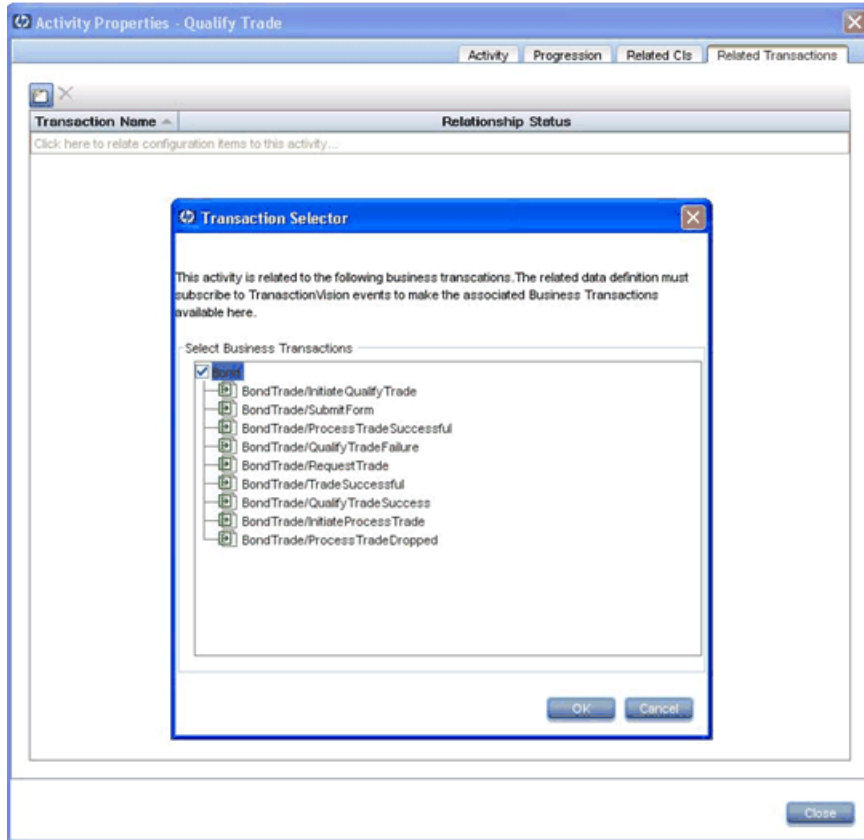 Activity Properties - Qualify Trade
Activity Progression Related CIs Related Transactions
Transaction Name Relationship Status
Click here to relate configuration items to this activity...
Transaction Selector
This activity is related to the following business transcations.The related data definition must
subscribe to TranasctionVision events to make the associated Business Transactions
available here.
Select Business Transactions
Bond
BondTrade/InitiateQualifyTrade
BondTrade/SubmitForm
BondTrade/ProcessTradeSuccessful
BondTrade/QualifyTradeFailure
BondTrade/RequestTrade
BondTrade/TradeSuccessful
BondTrade/QualifyTradeSuccess
BondTrade/InitiateProcessTrade
BondTrade/ProcessTradeDropped
OK Cancel
Close